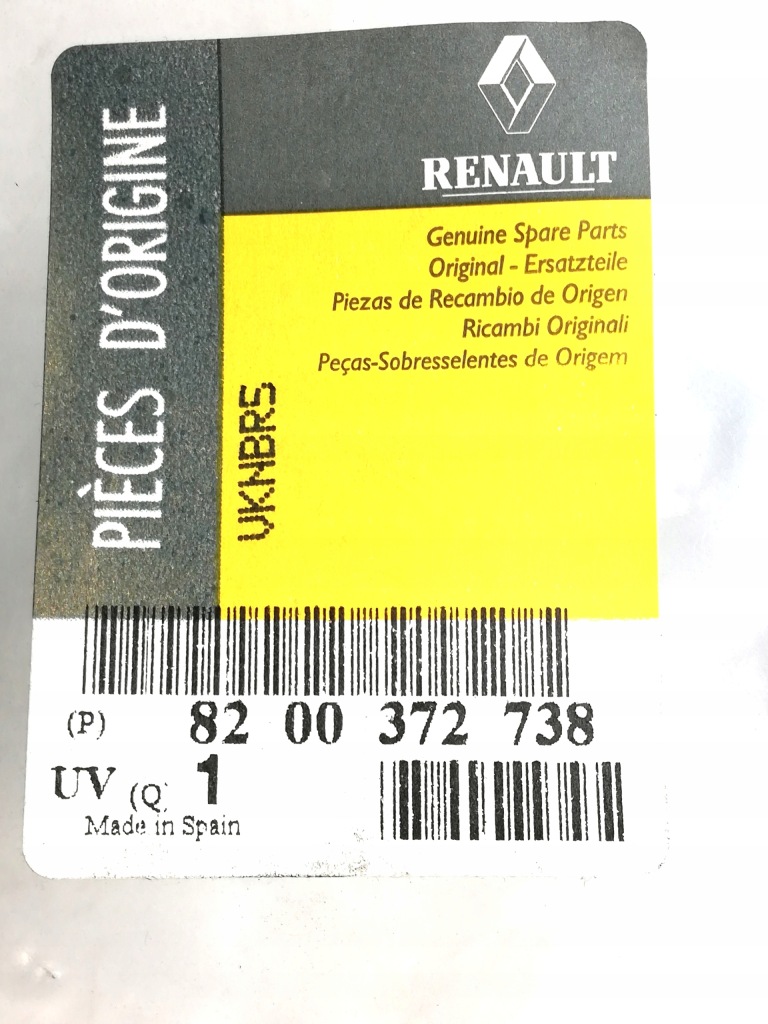 PIÈCES D'ORIGINE
RENAULT
Genuine Spare Parts
Original - Ersatzteile
Piezas de Recambio de Origen
Ricambi Originali
Peças-Sobresselentes de Origem
UKNBR5
(P) 82 00 372 738
UV (Q) 1
Made in Spain